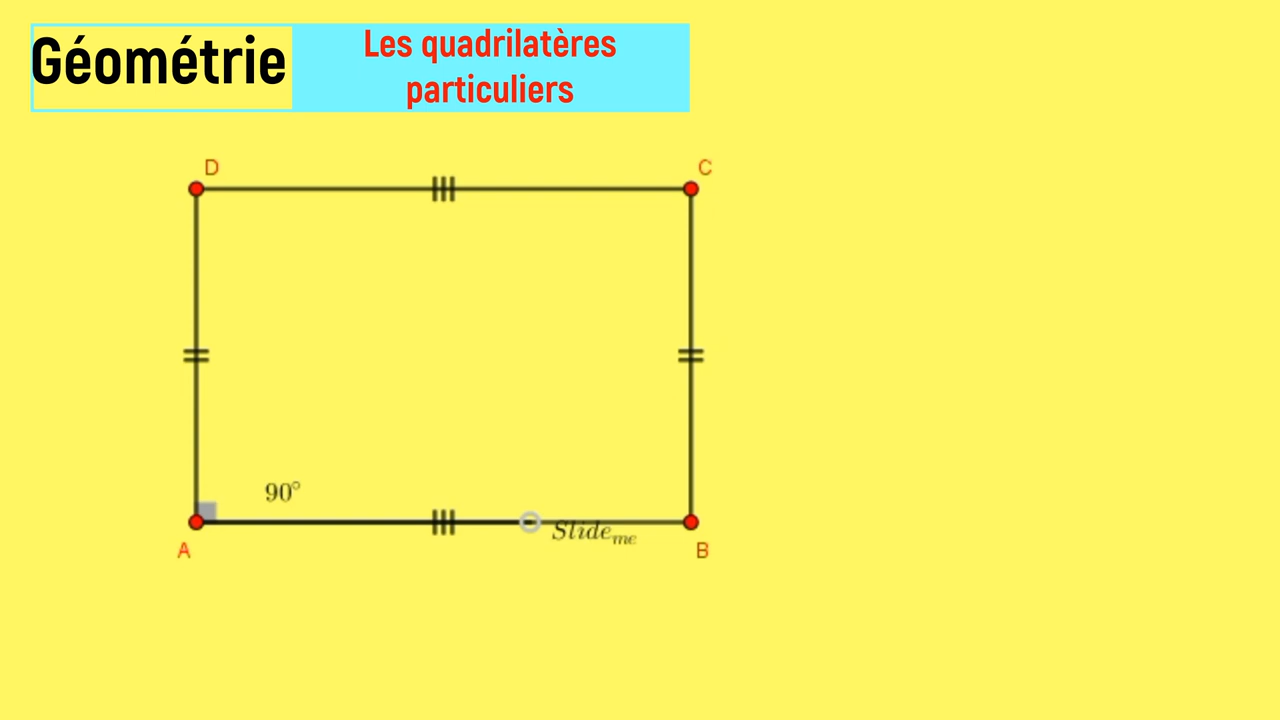 Géométrie
Les quadrilatères
particuliers
D
C
90°
Slide_me
A
B